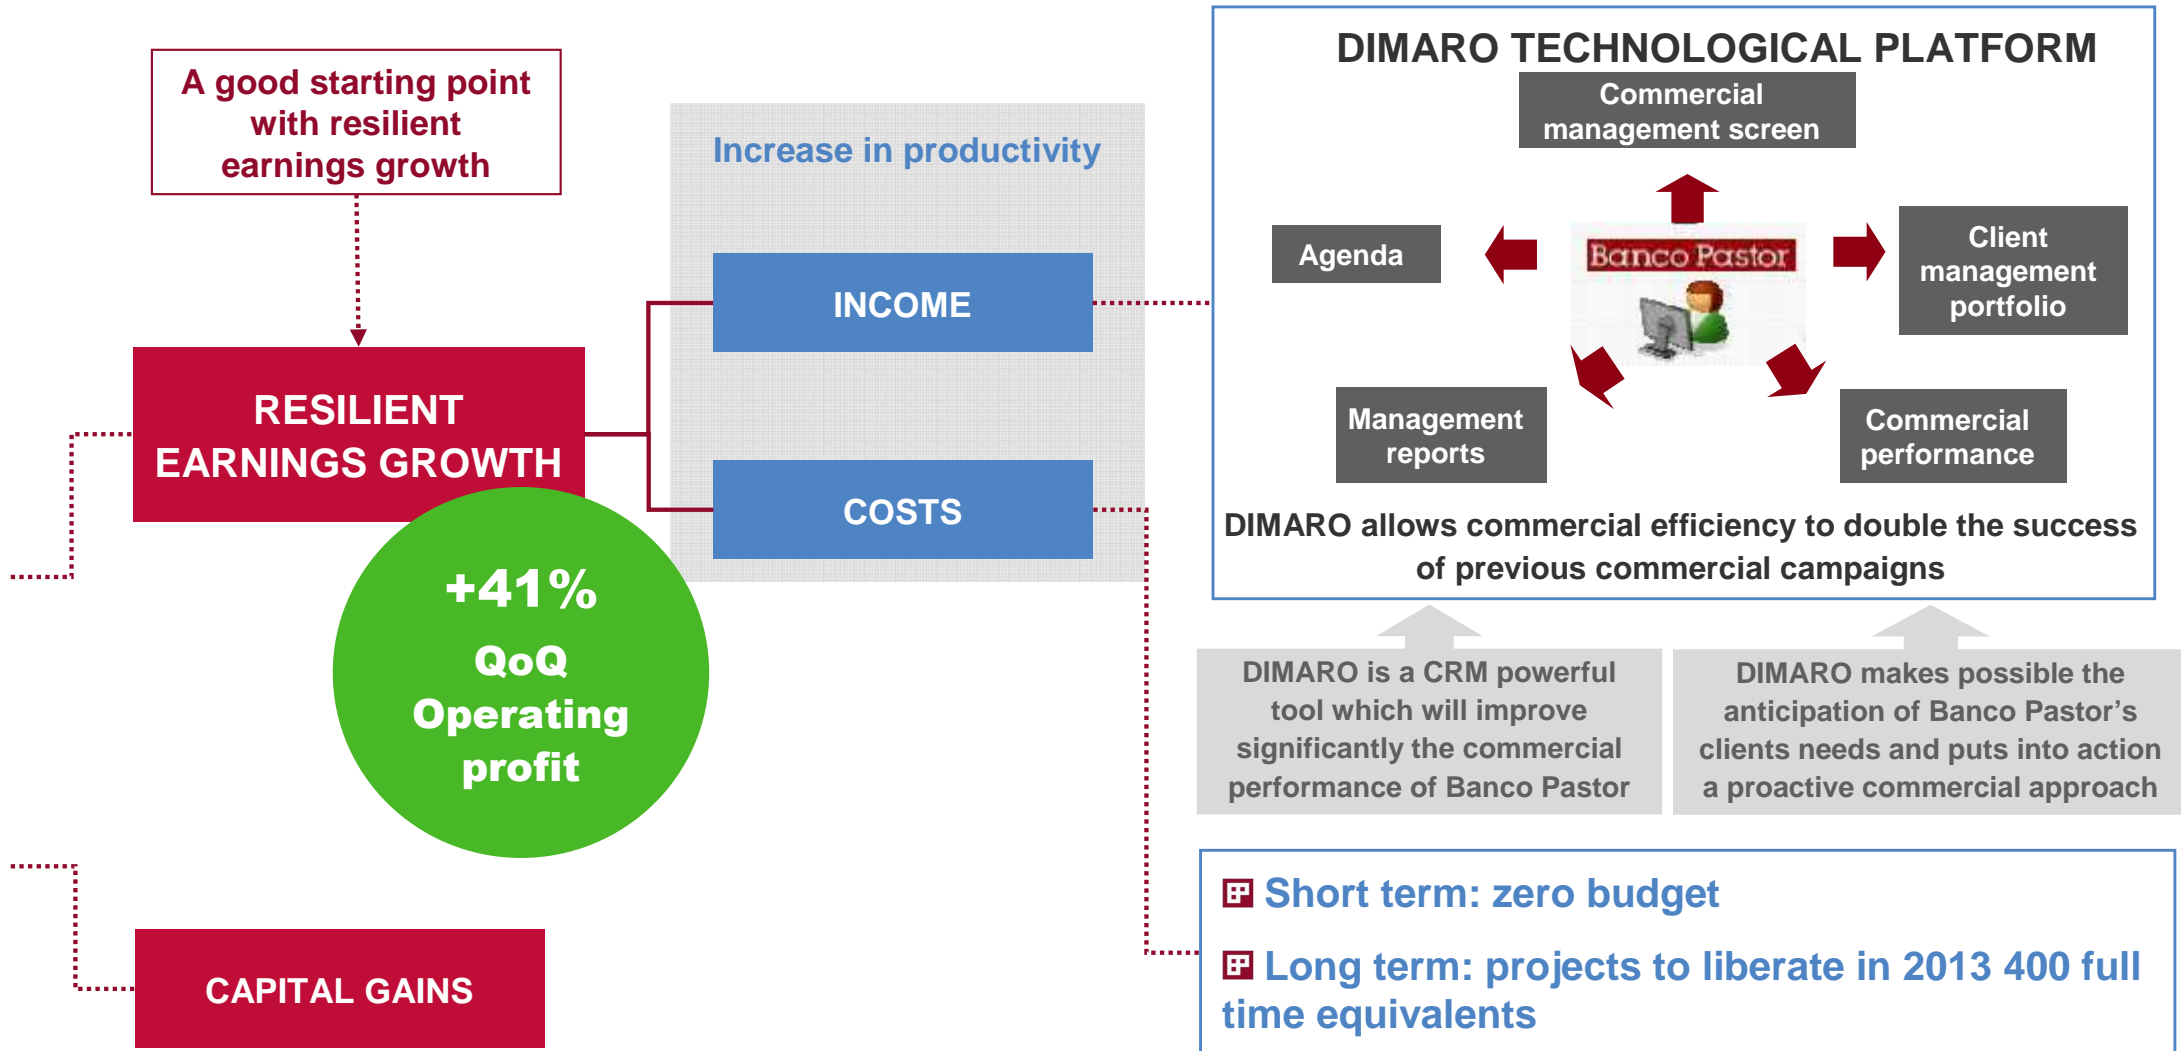 A good starting point
with resilient
earnings growth
RESILIENT
EARNINGS GROWTH
+41%
QoQ
Operating
profit
CAPITAL GAINS
Increase in productivity
INCOME
COSTS
DIMARO TECHNOLOGICAL PLATFORM
Commercial
management screen
Agenda
Banco Pastor
Client
management
portfolio
Management
reports
Commercial
performance
DIMARO allows commercial efficiency to double the success
of previous commercial campaigns
DIMARO is a CRM powerful
tool which will improve
significantly the commercial
performance of Banco Pastor
DIMARO makes possible the
anticipation of Banco Pastor’s
clients needs and puts into action
a proactive commercial approach
Short term: zero budget
Long term: projects to liberate in 2013 400 full
time equivalents